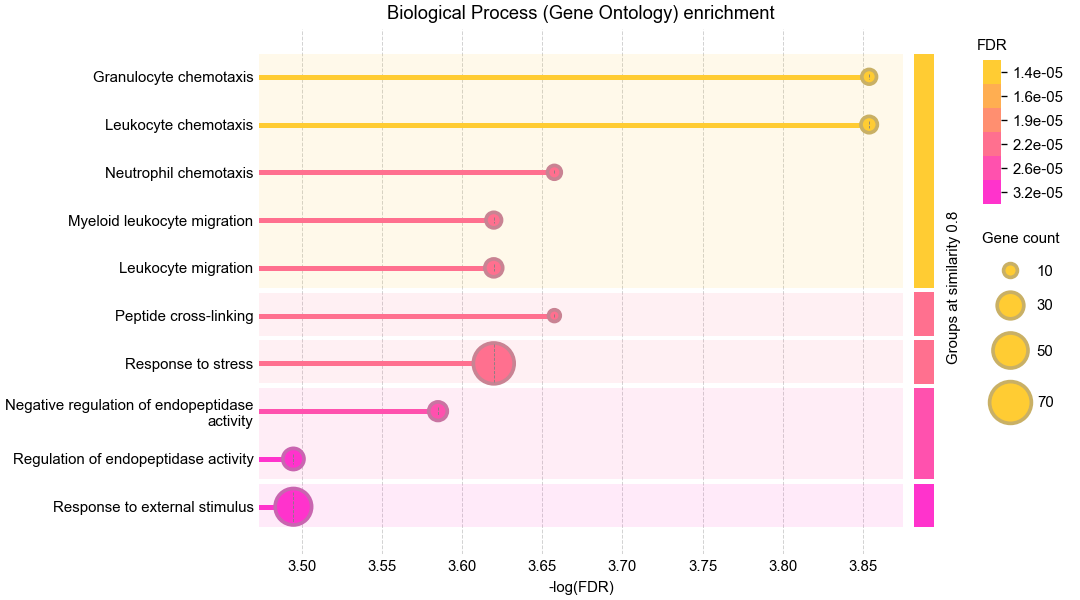 Biological Process (Gene Ontology) enrichment
Granulocyte chemotaxis
Leukocyte chemotaxis
Neutrophil chemotaxis
Myeloid leukocyte migration
Leukocyte migration
Peptide cross-linking
Response to stress
Negative regulation of endopeptidase
activity
Regulation of endopeptidase activity
Response to external stimulus
3.50 3.55 3.60 3.65 3.70 3.75 3.80 3.85
-log(FDR)
Groups at similarity 0.8
FDR
1.4e-05
1.6e-05
1.9e-05
2.2e-05
2.6e-05
3.2e-05
Gene count
10
30
50
70